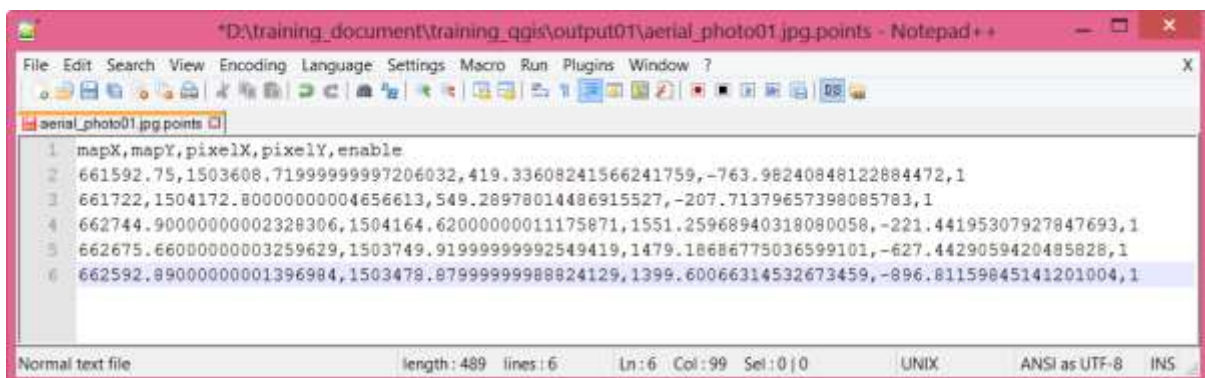 *D:\training_document\training_qgis\output01\aerial_photo01.jpg.points - Notepad++
File Edit Search View Encoding Language Settings Macro Run Plugins Window ? X
aerial_photo01.jpg.points
1 mapX,mapY,pixelX,pixelY,enable
2 661592.75,1503608.71999999997206032,419.33608241566241759,-763.98240848122884472,1
3 661722,1504172.80000000004656613,549.28978014486915527,-207.71379657398085783,1
4 662744.90000000002328306,1504164.62000000011175871,1551.25968940318080058,-221.44195307927847693,1
5 662675.66000000003259629,1503749.91999999992549419,1479.18686775036599101,-627.4429059420485828,1
6 662592.89000000001396984,1503478.87999999988824129,1399.60066314532673459,-896.81159845141201004,1
Normal text file length : 489 lines : 6 Ln : 6 Col : 99 Sel : 0 | 0 UNIX ANSI as UTF-8 INS